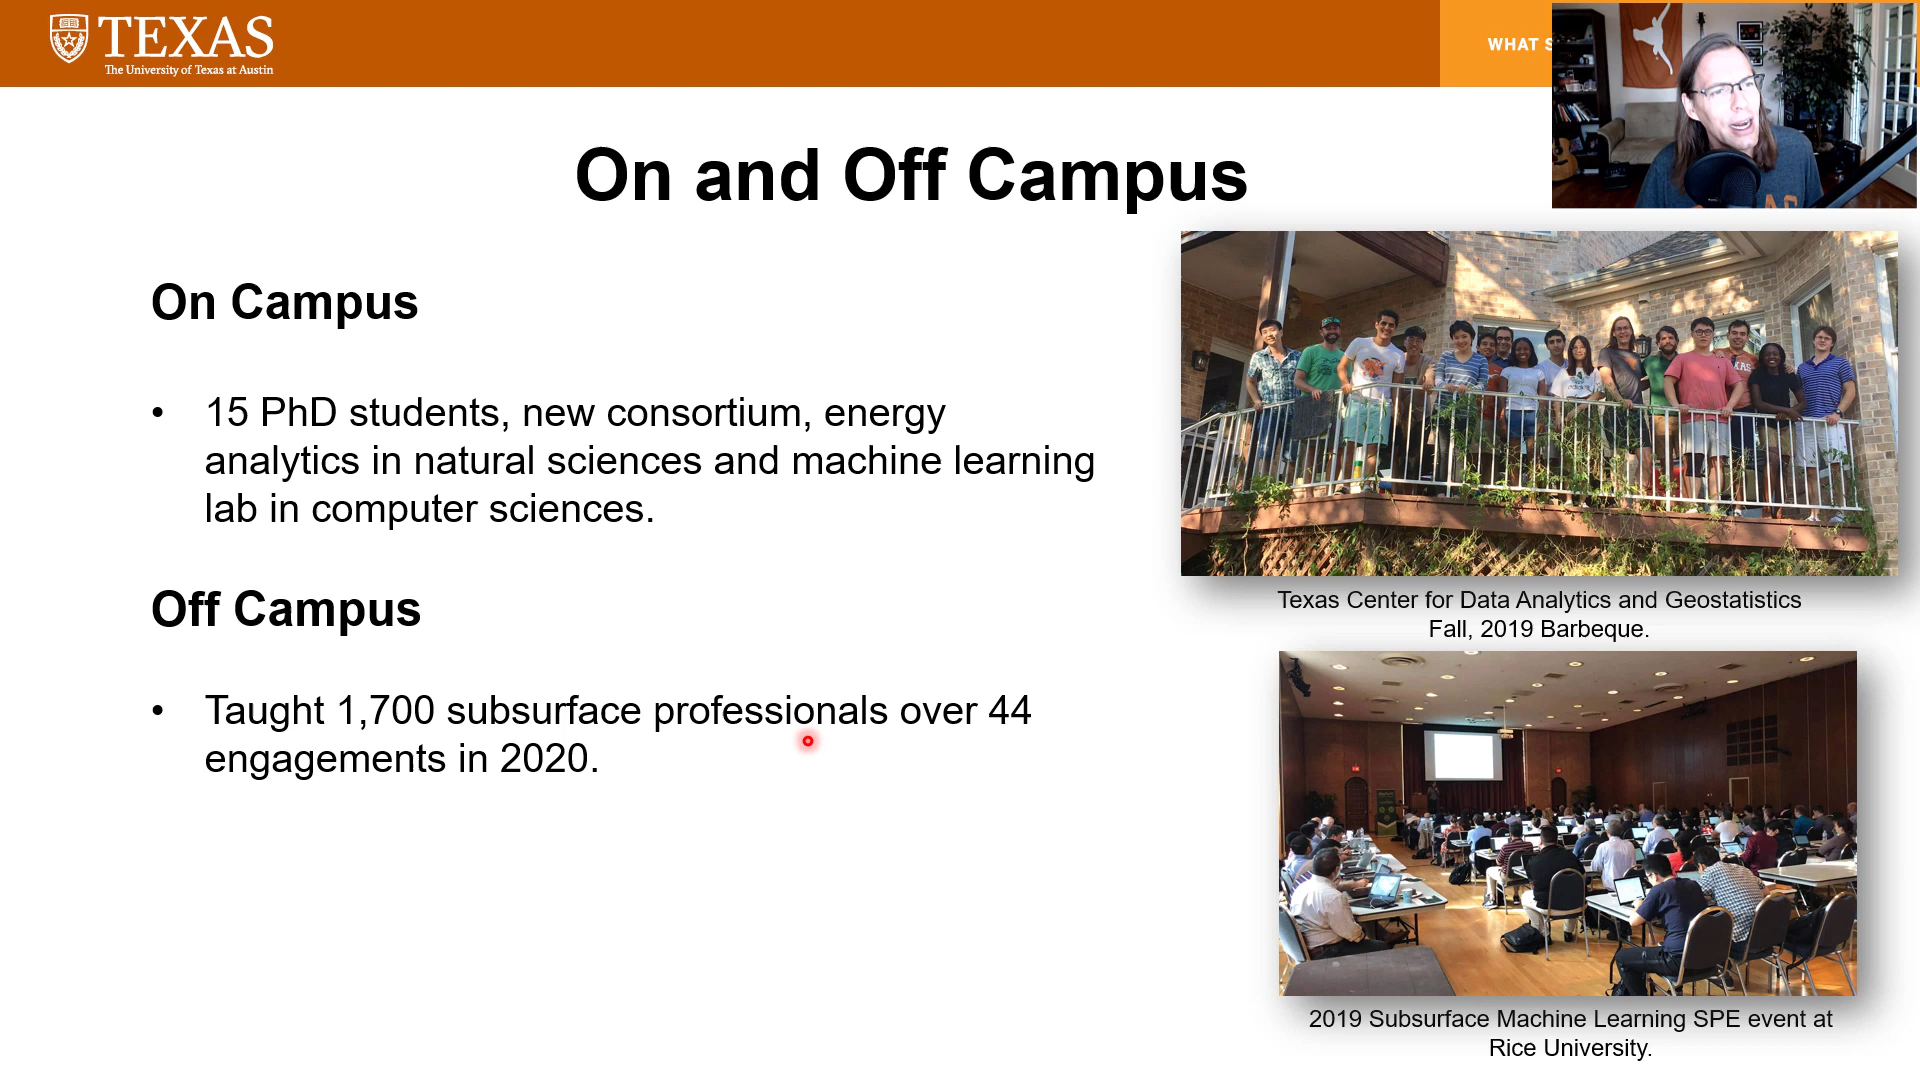 TEXAS
The University of Texas at Austin
WHAT
On and Off Campus
On Campus
• 15 PhD students, new consortium, energy
analytics in natural sciences and machine learning
lab in computer sciences.
Off Campus
• Taught 1,700 subsurface professionals over 44
engagements in 2020.
Texas Center for Data Analytics and Geostatistics
Fall, 2019 Barbeque.
2019 Subsurface Machine Learning SPE event at
Rice University.